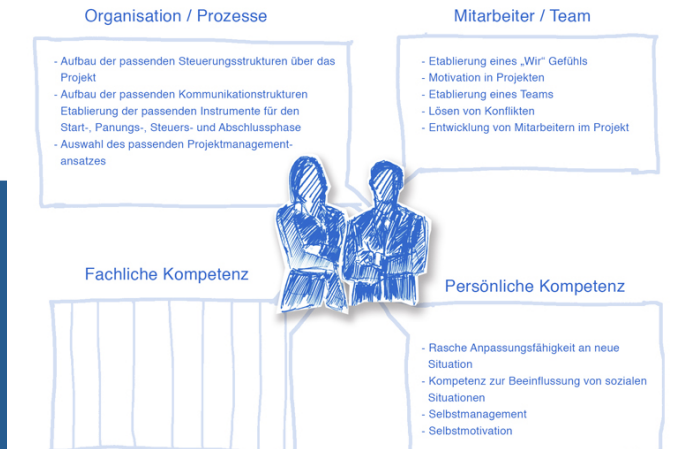 Organisation / Prozesse
- Aufbau der passenden Steuerungsstrukturen über das
Projekt
- Aufbau der passenden Kommunikationstrukturen
Etablierung der passenden Instrumente für den
Start-, Panungs-, Steuers- und Abschlussphase
- Auswahl des passenden Projektmanagement-
ansatzes
Mitarbeiter / Team
- Etablierung eines „Wir“ Gefühls
- Motivation in Projekten
- Etablierung eines Teams
- Lösen von Konflikten
- Entwicklung von Mitarbeitern im Projekt
Fachliche Kompetenz
Persönliche Kompetenz
- Rasche Anpassungsfähigkeit an neue
Situation
- Kompetenz zur Beeinflussung von sozialen
Situationen
- Selbstmanagement
- Selbstmotivation